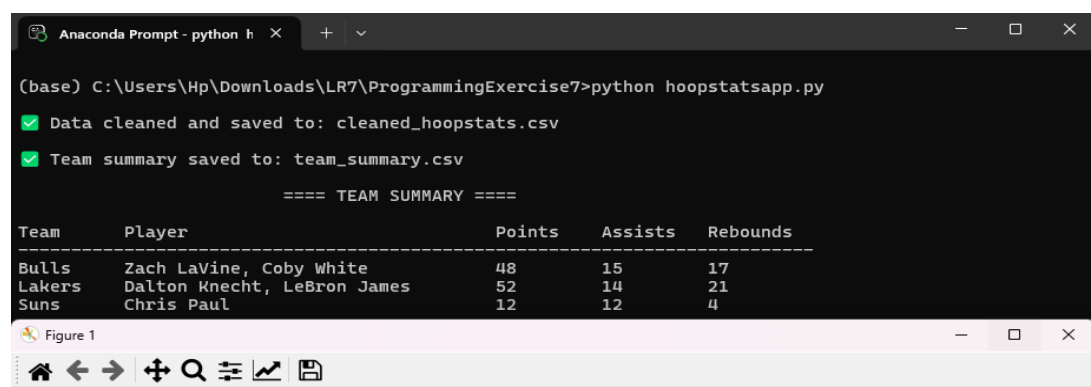 Anaconda Prompt - python h
(base) C:\Users\Hp\Downloads\LR7\ProgrammingExercise7>python hoopstatsapp.py
✅ Data cleaned and saved to: cleaned_hoopstats.csv
✅ Team summary saved to: team_summary.csv
==== TEAM SUMMARY ====
Team Player Points Assists Rebounds
---------------------------------------------------------------------------
Bulls Zach LaVine, Coby White 48 15 17
Lakers Dalton Knecht, LeBron James 52 14 21
Suns Chris Paul 12 12 4
Figure 1